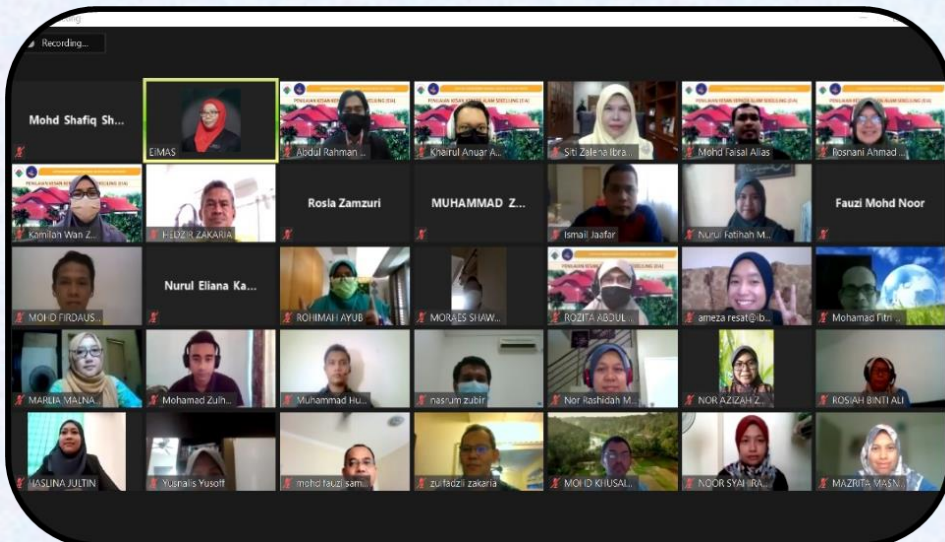 Recording...
Mohd Shafiq Sh...
EiMAS
Abdul Rahman ...
Khairul Anuar A...
Siti Zalena Ibra...
Mohd Faisal Alias
Rosnani Ahmad ...
Kamilah Wan Z...
HEDZIR ZAKARIA
Rosla Zamzuri
MUHAMMAD Z...
Ismail Jaafar
Nurul Fatihah M...
Fauzi Mohd Noor
MOHD FIRDAUS...
Nurul Eliana Ka...
ROHIMAH AYUB
MORAES SHAW...
ROZITA ABDUL...
ameza resat@ib...
Mohamad Fitri ...
MARLIA MALNA...
Mohamad Zulh...
Muhammad Hu...
nasrum zubir
Nor Rashidah M...
NOR AZIZAH Z...
ROSIAH BINTI ALI
HASLINA JULTIN
Yusnalis Yusoff
mohd fauzi sam...
zulfadzli zakaria
MOHD KHUSAI...
NOOR SYAHIRA...
MAZRITA MASN...